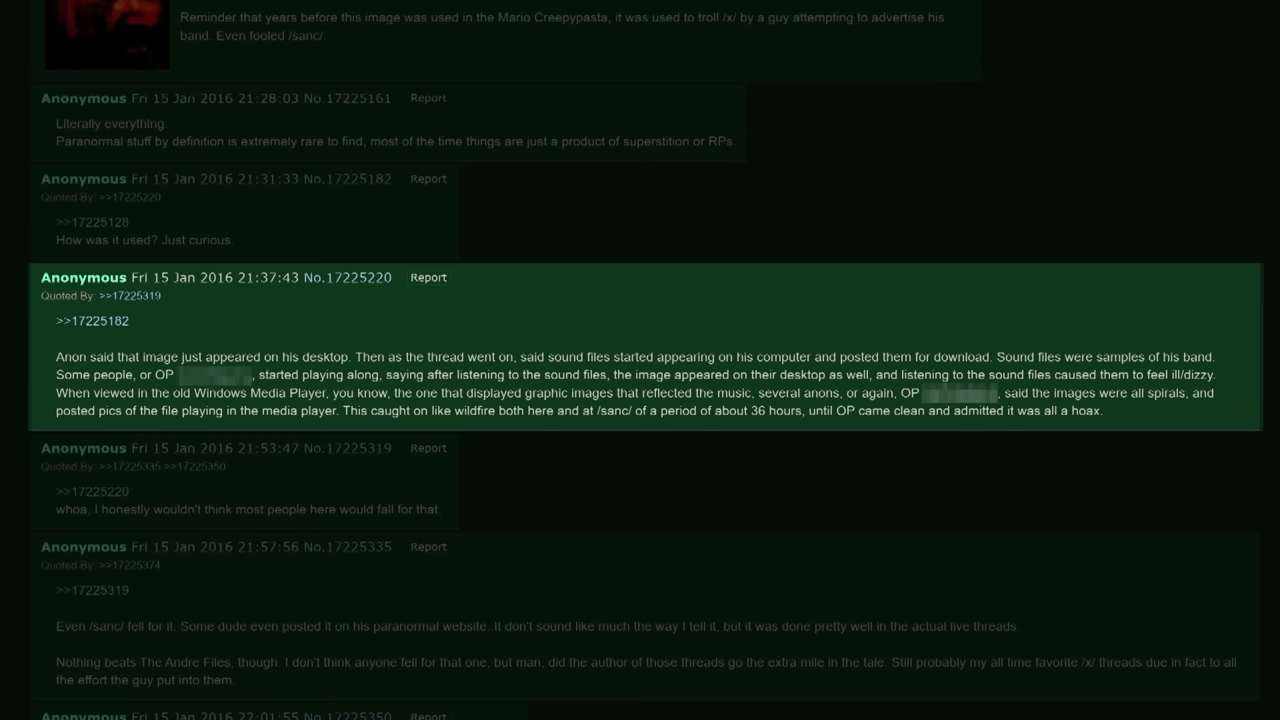 Reminder that years before this image was used in the Mario Creepypasta, it was used to troll /x/ by a guy attempting to advertise his
band. Even fooled /sanc/.
Anonymous Fri 15 Jan 2016 21:28:03 No.17225161 Report
Literally everything.
Paranormal stuff by definition is extremely rare to find, most of the time things are just a product of superstition or RPs.
Anonymous Fri 15 Jan 2016 21:31:33 No.17225182 Report
Quoted By: >>17225220
>>17225128
How was it used? Just curious.
Anonymous Fri 15 Jan 2016 21:37:43 No.17225220 Report
Quoted By: >>17225319
>>17225182
Anon said that image just appeared on his desktop. Then as the thread went on, said sound files started appearing on his computer and posted them for download. Sound files were samples of his band.
Some people, or OP , started playing along, saying after listening to the sound files, the image appeared on their desktop as well, and listening to the sound files caused them to feel ill/dizzy.
When viewed in the old Windows Media Player, you know, the one that displayed graphic images that reflected the music, several anons, or again, OP , said the images were all spirals, and
posted pics of the file playing in the media player. This caught on like wildfire both here and at /sanc/ of a period of about 36 hours, until OP came clean and admitted it was all a hoax.
Anonymous Fri 15 Jan 2016 21:53:47 No.17225319 Report
Quoted By: >>17225335 >>17225350
>>17225220
whoa, I honestly wouldn't think most people here would fall for that.
Anonymous Fri 15 Jan 2016 21:57:56 No.17225335 Report
Quoted By: >>17225374
>>17225319
Even /sanc/ fell for it. Some dude even posted it on his paranormal website. It don't sound like much the way I tell it, but it was done pretty well in the actual live threads.
Nothing beats The Andre Files, though. I don't think anyone fell for that one, but man, did the author of those threads go the extra mile in the tale. Still probably my all time favorite /x/ threads due in fact to all
the effort the guy put into them.
Anonymous Fri 15 Jan 2016 22:01:55 No.17225350 Report